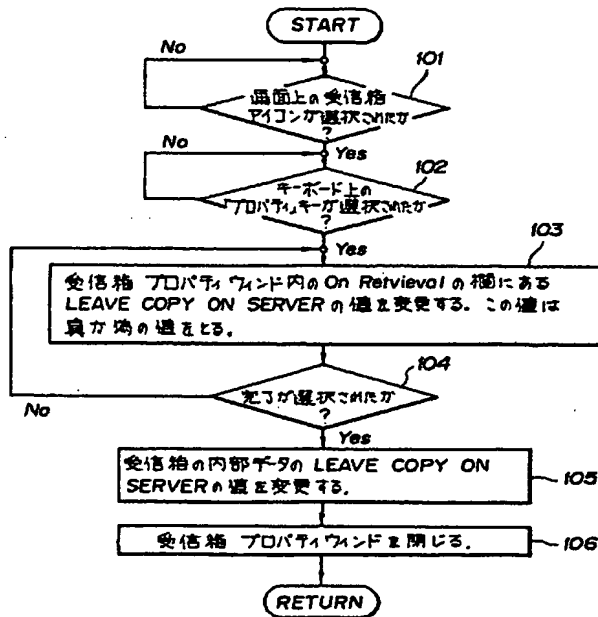 START
No
101
画面上の受信箱
アイコンが選択されたか
?
No
Yes
102
キーボード上の
「プロパティ」キーが選択されたか
?
Yes
103
受信箱 プロパティウィンド内の On Retvieval の欄にある
LEAVE COPY ON SERVER の値を変更する。この値は
真か偽の値をとる。
104
No
完了が選択されたか
?
Yes
受信箱の内部データの LEAVE COPY ON
SERVER の値を変更する。
105
受信箱 プロパティウィンドを閉じる。
106
RETURN